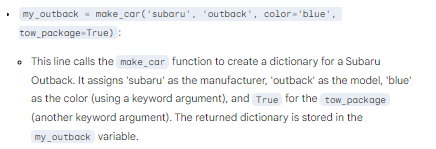 • my_outback = make_car('subaru', 'outback', color='blue',
tow_package=True) :
○ This line calls the make_car function to create a dictionary for a Subaru
Outback. It assigns 'subaru' as the manufacturer, 'outback' as the model, 'blue'
as the color (using a keyword argument), and True for the tow_package
(another keyword argument). The returned dictionary is stored in the
my_outback variable.